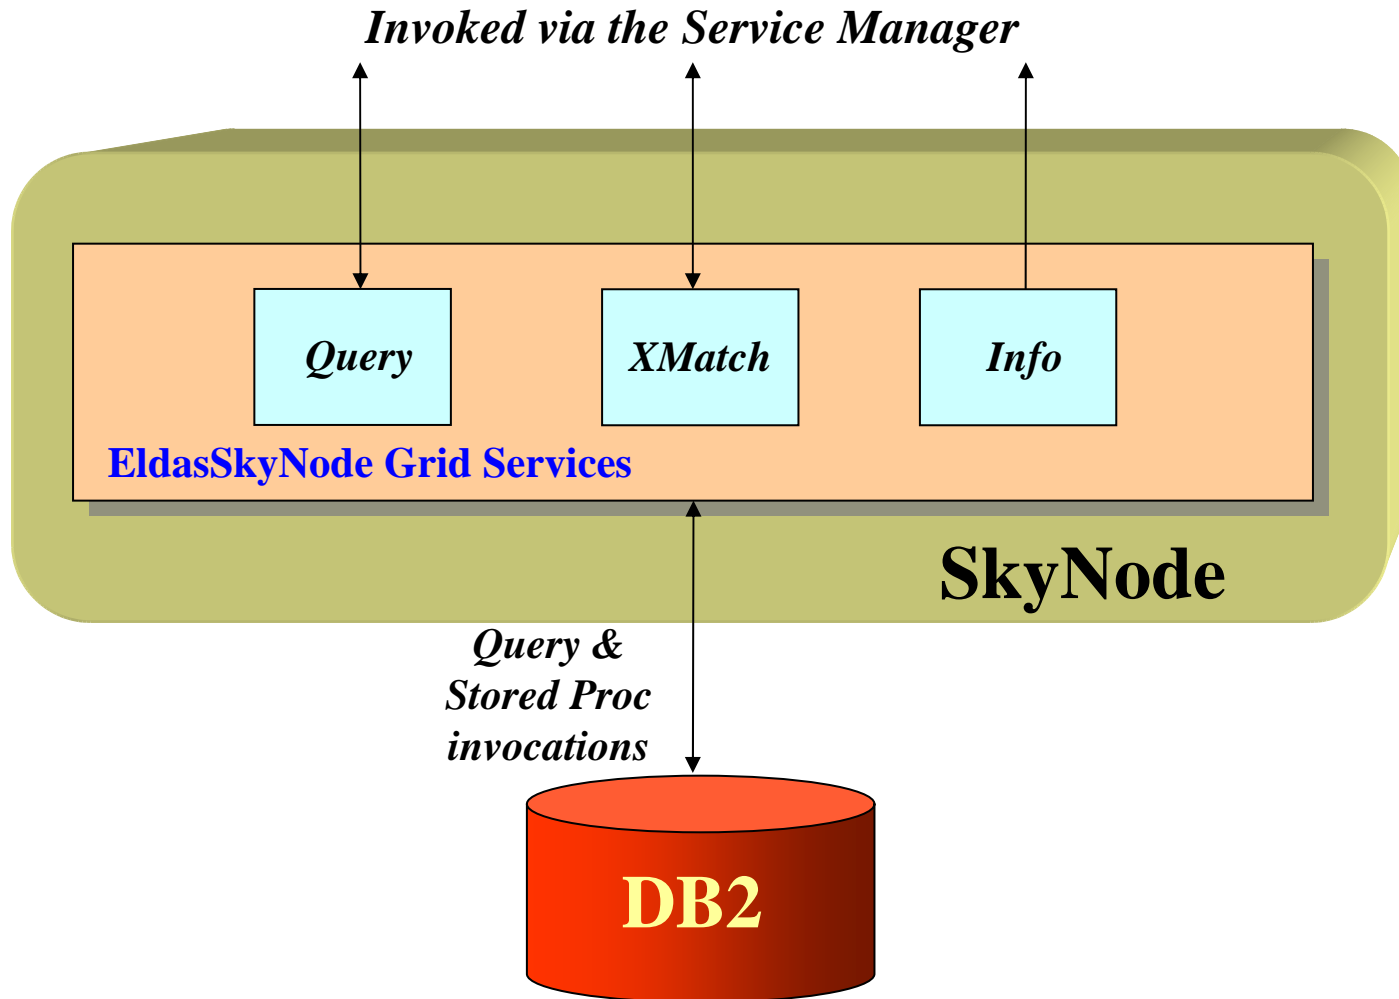 Invoked via the Service Manager
Query
XMatch
Info
EldasSkyNode Grid Services
SkyNode
Query &
Stored Proc
invocations
DB2